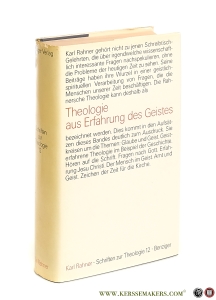 Karl Rahner gehört nicht zu jenen Schreibtisch-
Gelehrten, die über irgendwelche wissenschaft-
lich interessante Fragen nachspekulieren, ohne
die Probleme der heutigen Zeit zu sehen. Seine
Beiträge haben ihre Wurzel in einer geistlich-
spirituellen Verarbeitung von Fragen, die die
Menschen unserer Zeit beschäftigen. Die Rah-
nersche Theologie kann deshalb als
Theologie
aus Erfahrung des Geistes
bezeichnet werden. Dies kommt in den Aufsät-
zen dieses Bandes deutlich zum Ausdruck. Sie
kreisen um die Themen: Glaube und Geist. Geist-
erfahrene Theologie im Beispiel der Geschichte.
Hören auf die Schrift. Fragen nach Gott. Erfah-
rung Jesu Christi. Der Mensch im Geist. Amt und
Geist. Zeichen der Zeit für die Kirche.
Karl Rahner · Schriften zur Theologie 12 · Benziger
© WWW.KERSSEMAKERS.COM